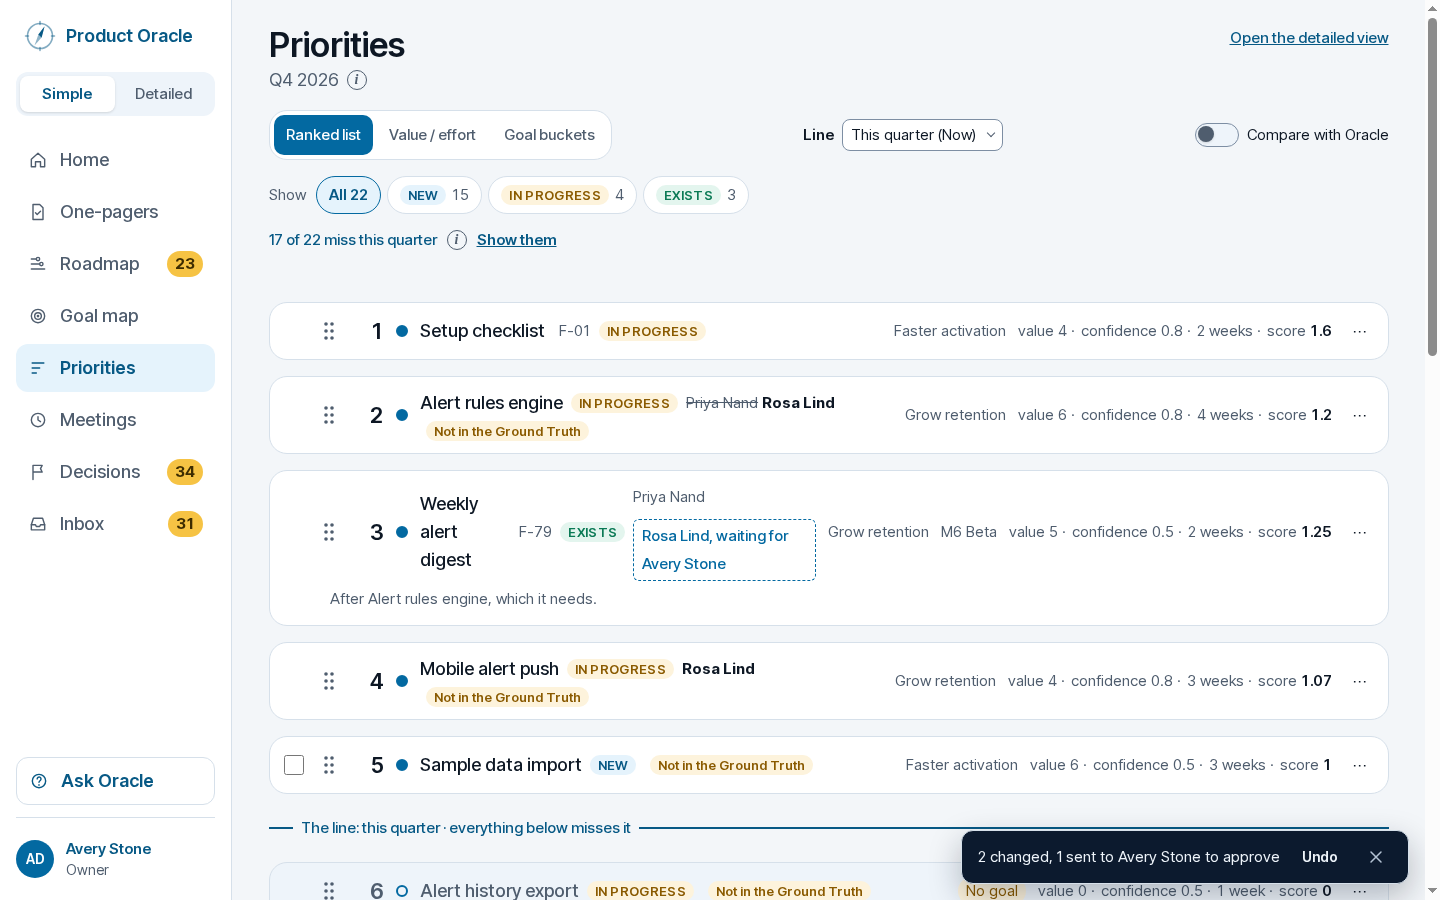 Product Oracle
Simple
Detailed
Home
One-pagers
Roadmap 23
Goal map
Priorities
Meetings
Decisions 34
Inbox 31
Ask Oracle
AD
Avery Stone
Owner
Priorities
Open the detailed view
Q4 2026 i
Ranked list
Value / effort
Goal buckets
Line This quarter (Now)
Compare with Oracle
Show All 22 NEW 15 IN PROGRESS 4 EXISTS 3
17 of 22 miss this quarter i Show them
1 Setup checklist F-01 IN PROGRESS Faster activation value 4 · confidence 0.8 · 2 weeks · score 1.6 ···
2 Alert rules engine IN PROGRESS Priya Nand Rosa Lind Grow retention value 6 · confidence 0.8 · 4 weeks · score 1.2 ···
Not in the Ground Truth
3 Weekly alert digest F-79 EXISTS Priya Nand
Rosa Lind, waiting for
Avery Stone
Grow retention M6 Beta value 5 · confidence 0.5 · 2 weeks · score 1.25 ···
After Alert rules engine, which it needs.
4 Mobile alert push IN PROGRESS Rosa Lind Grow retention value 4 · confidence 0.8 · 3 weeks · score 1.07 ···
Not in the Ground Truth
5 Sample data import NEW Not in the Ground Truth Faster activation value 6 · confidence 0.5 · 3 weeks · score 1 ···
The line: this quarter · everything below misses it
2 changed, 1 sent to Avery Stone to approve Undo
6 Alert history export IN PROGRESS Not in the Ground Truth No goal value 0 · confidence 0.5 · 1 week · score 0 ···